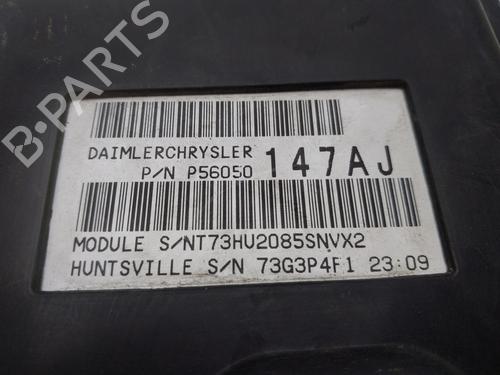 B-PARTS
DAIMLERCHRYSLER
P/N P56050 147AJ
MODULE S/NT73HU2085SNVX2
HUNTSVILLE S/N 73G3P4F1 23:09